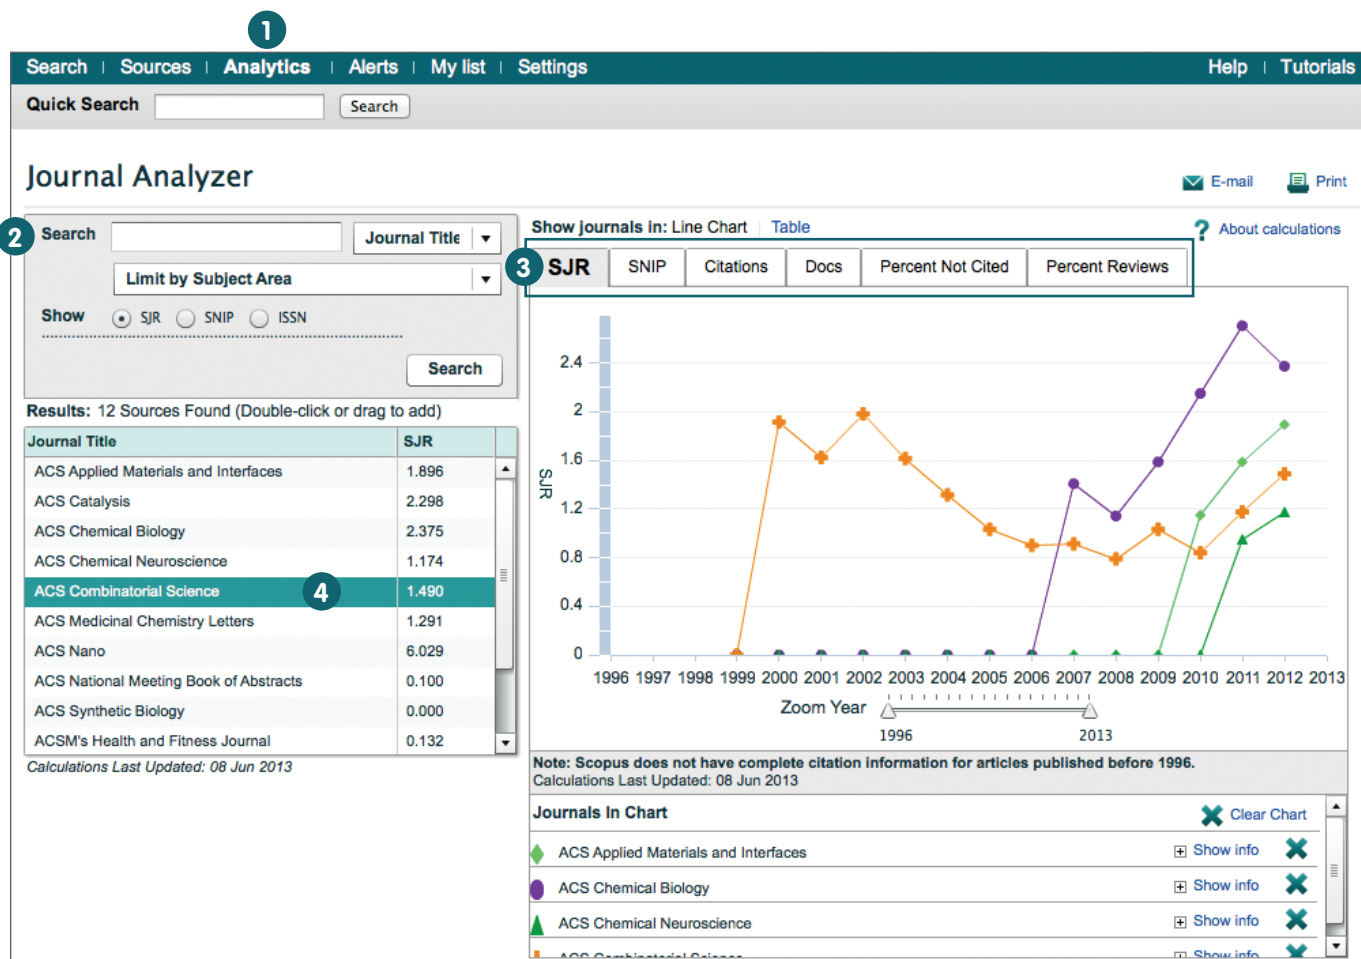 1
Search | Sources | Analytics | Alerts | My list | Settings Help | Tutorials
Quick Search Search
Journal Analyzer
E-mail Print
2 Search Journal Title
Limit by Subject Area
Show SJR SNIP ISSN
Search
Results: 12 Sources Found (Double-click or drag to add)
Journal Title SJR
ACS Applied Materials and Interfaces 1.896
ACS Catalysis 2.298
ACS Chemical Biology 2.375
ACS Chemical Neuroscience 1.174
ACS Combinatorial Science 4 1.490
ACS Medicinal Chemistry Letters 1.291
ACS Nano 6.029
ACS National Meeting Book of Abstracts 0.100
ACS Synthetic Biology 0.000
ACSM's Health and Fitness Journal 0.132
Calculations Last Updated: 08 Jun 2013
Show journals in: Line Chart | Table
? About calculations
3 SJR SNIP Citations Docs Percent Not Cited Percent Reviews
2.4
2
1.6
SJR
1.2
0.8
0.4
0
1996 1997 1998 1999 2000 2001 2002 2003 2004 2005 2006 2007 2008 2009 2010 2011 2012 2013
Zoom Year
1996 2013
Note: Scopus does not have complete citation information for articles published before 1996.
Calculations Last Updated: 08 Jun 2013
Journals In Chart Clear Chart
ACS Applied Materials and Interfaces Show info
ACS Chemical Biology Show info
ACS Chemical Neuroscience Show info
ACS Combinatorial Science Show info